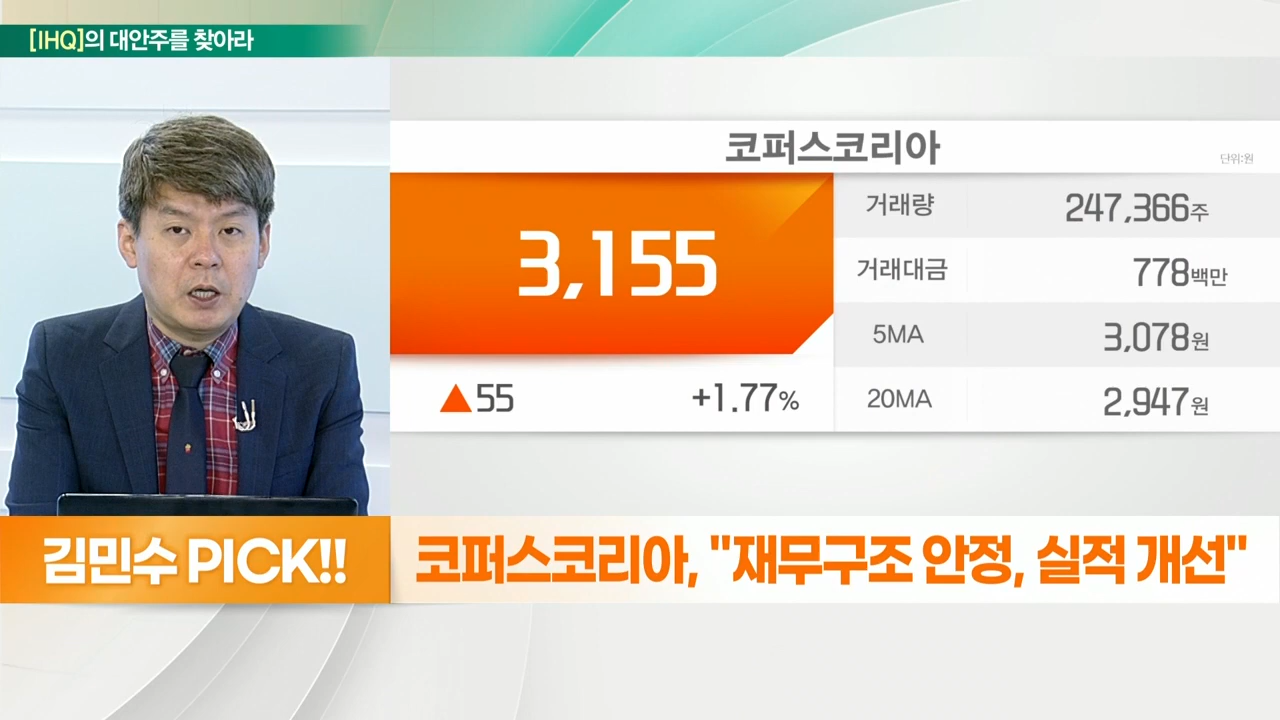 [IHQ]의 대안주를 찾아라
코퍼스코리아
단위:원
3,155
▲55 +1.77%
거래량 247,366주
거래대금 778백만
5MA 3,078원
20MA 2,947원
김민수 PICK!!
코퍼스코리아, "재무구조 안정, 실적 개선"